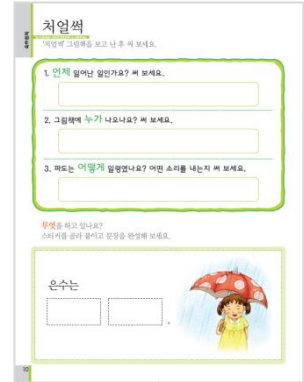 처얼썩
'처얼썩' 그림책을 보고 난 후 써 보세요.
1. 언제 일어난 일인가요? 써 보세요.
2. 그림책에 누가 나오나요? 써 보세요.
3. 파도는 어떻게 일렁였나요? 어떤 소리를 내는지 써 보세요.
무엇을 하고 있나요?
스티커를 골라 붙이고 문장을 완성해 보세요.
은수는
.
10